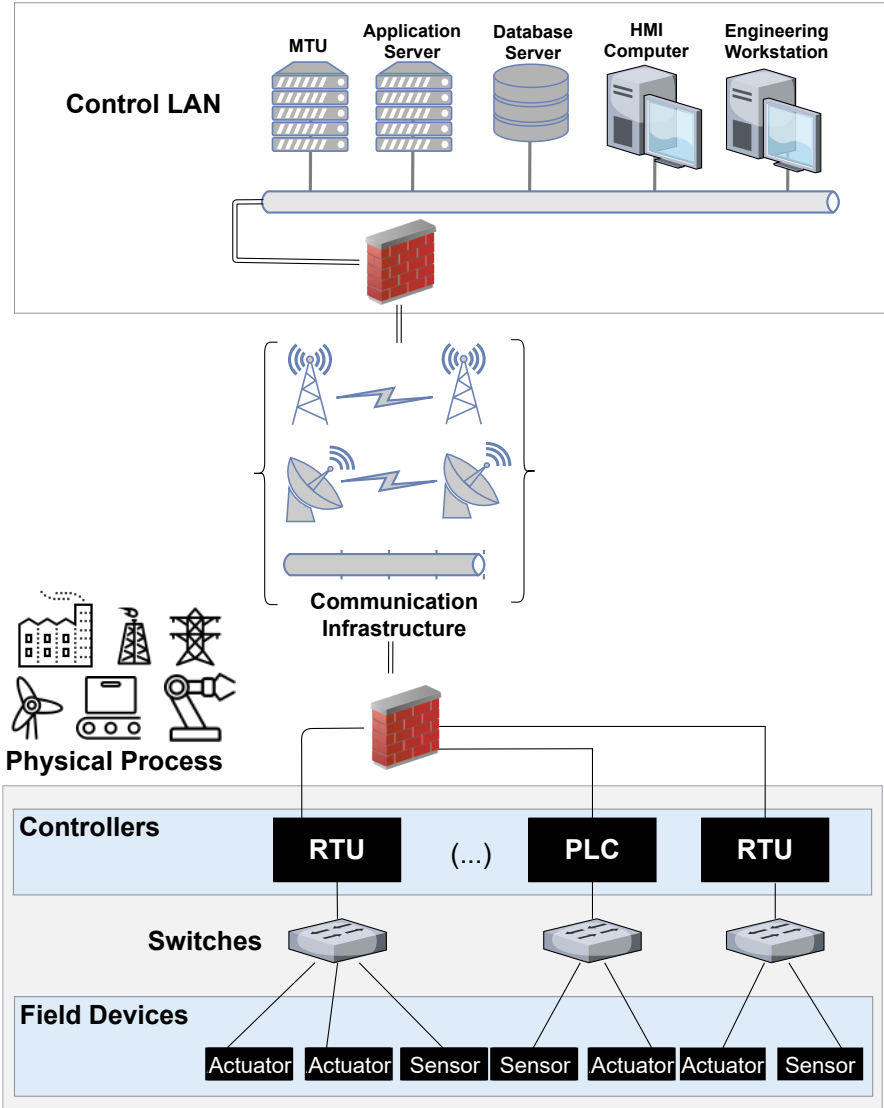 MTU
Application
Server
Database
Server
HMI
Computer
Engineering
Workstation
Control LAN
Communication
Infrastructure
Physical Process
Controllers
RTU
(...)
PLC
RTU
Switches
Field Devices
Actuator
Actuator
Sensor
Sensor
Actuator
Actuator
Sensor